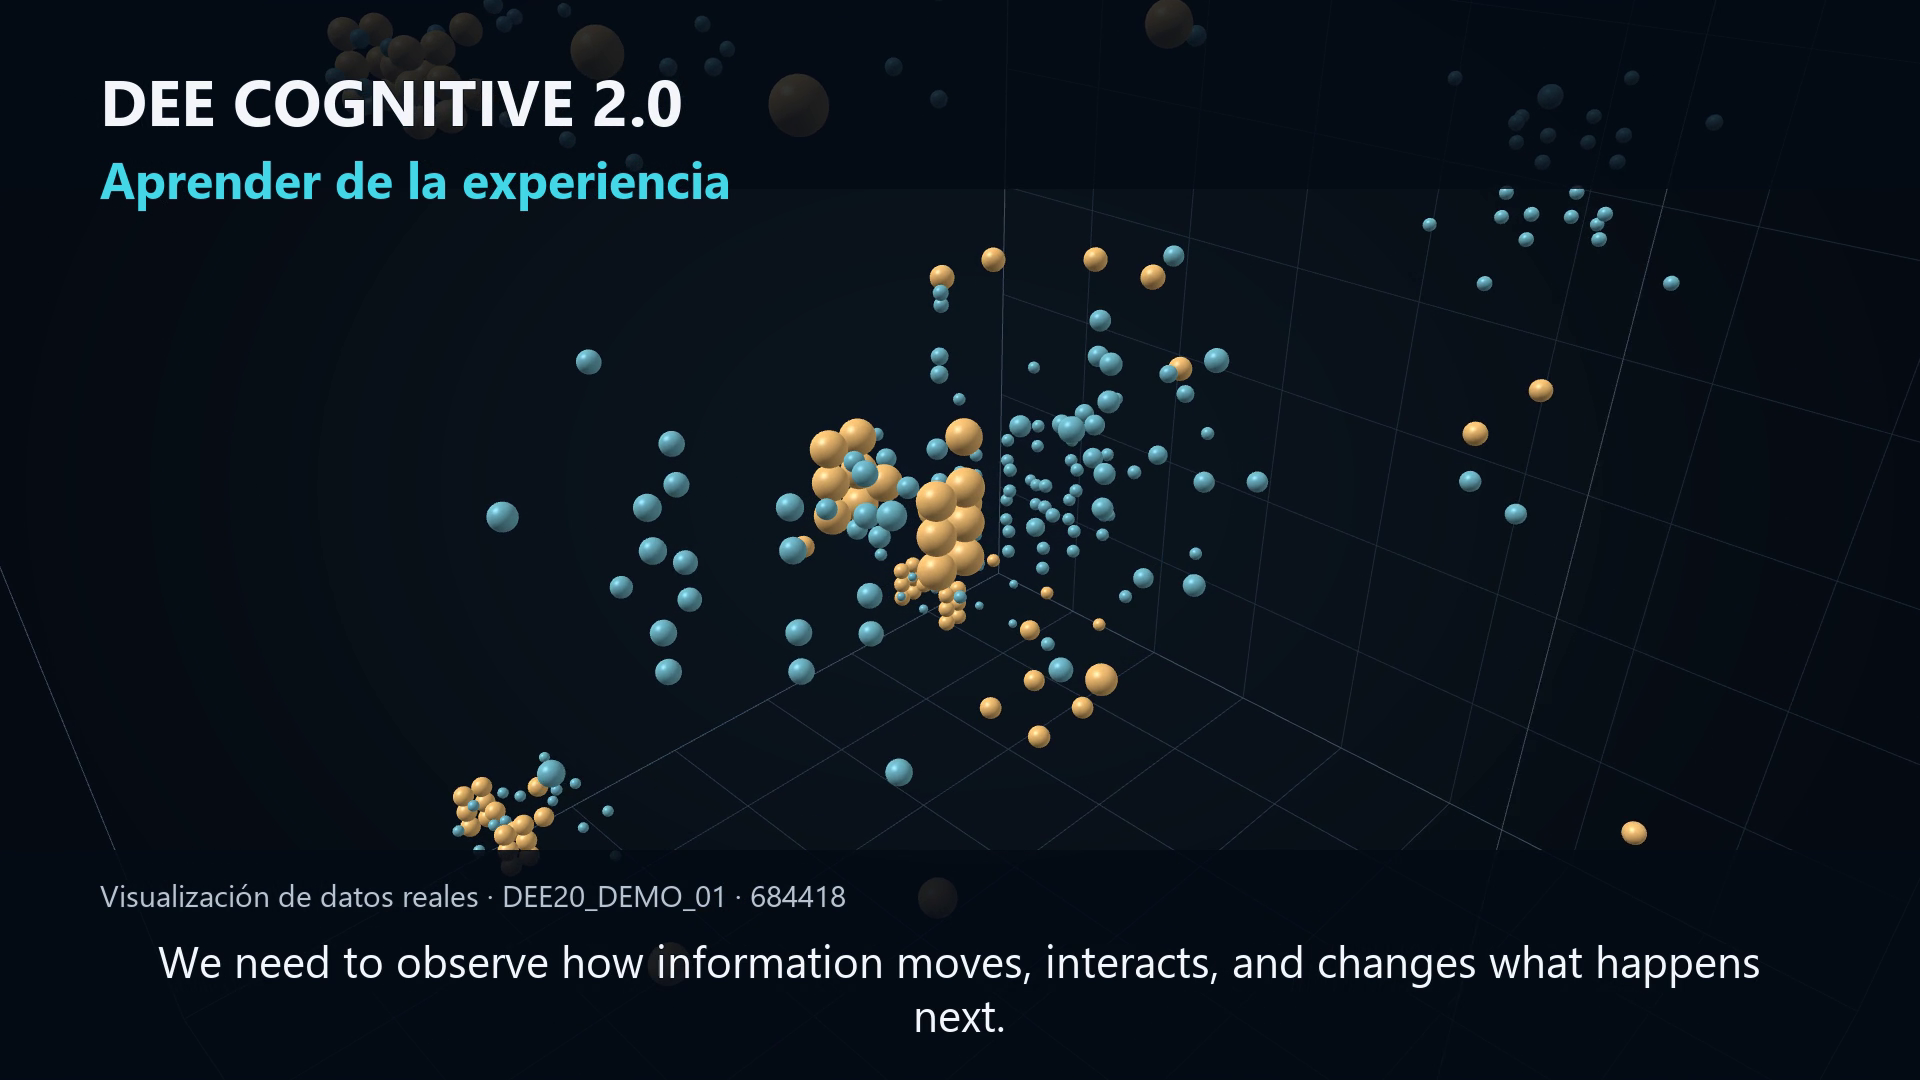 DEE COGNITIVE 2.0
Aprender de la experiencia
Visualización de datos reales · DEE20_DEMO_01 · 684418
We need to observe how information moves, interacts, and changes what happens
next.